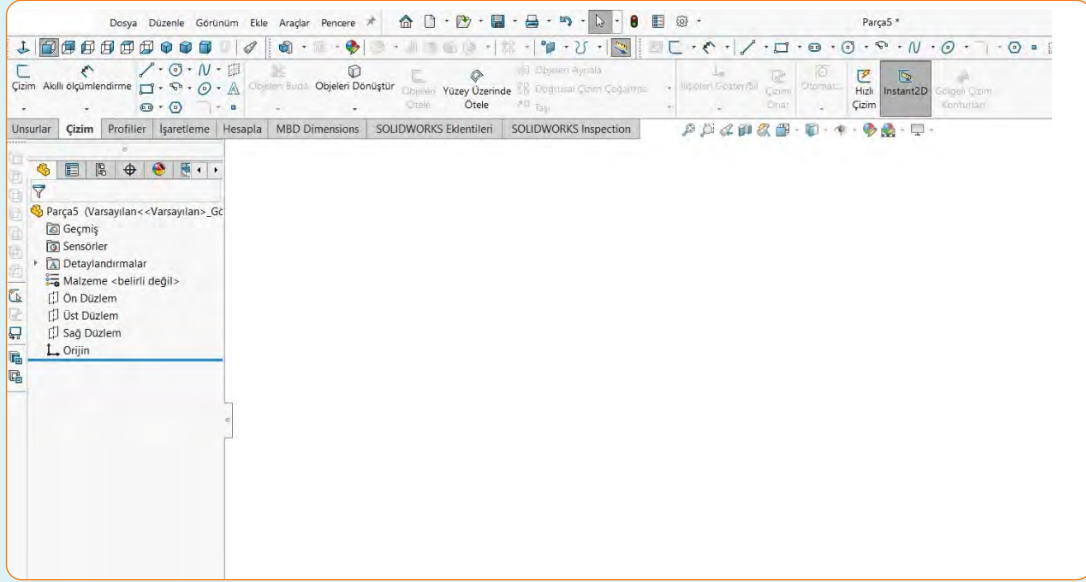 Dosya Düzenle Görünüm Ekle Araçlar Pencere
Parça5 *
Çizim
Akıllı ölçümlendirme
Objeleri Buda
Objeleri Dönüştür
Objeleri Ötele
Yüzey Üzerinde Ötele
Objeleri Aynala
Doğrusal Çizim Çoğaltma
Taşı
İlişkileri Göster/Sil
Çizimi Onar
Hızlı Çizim
Instant2D
Gölgeli Çizim Konturları
Unsurlar Çizim Profiller İşaretleme Hesapla MBD Dimensions SOLIDWORKS Eklentileri SOLIDWORKS Inspection
Parça5 (Varsayılan<<Varsayılan>_Gö
Geçmiş
Sensörler
Detaylandırmalar
Malzeme <belirli değil>
Ön Düzlem
Üst Düzlem
Sağ Düzlem
Orijin